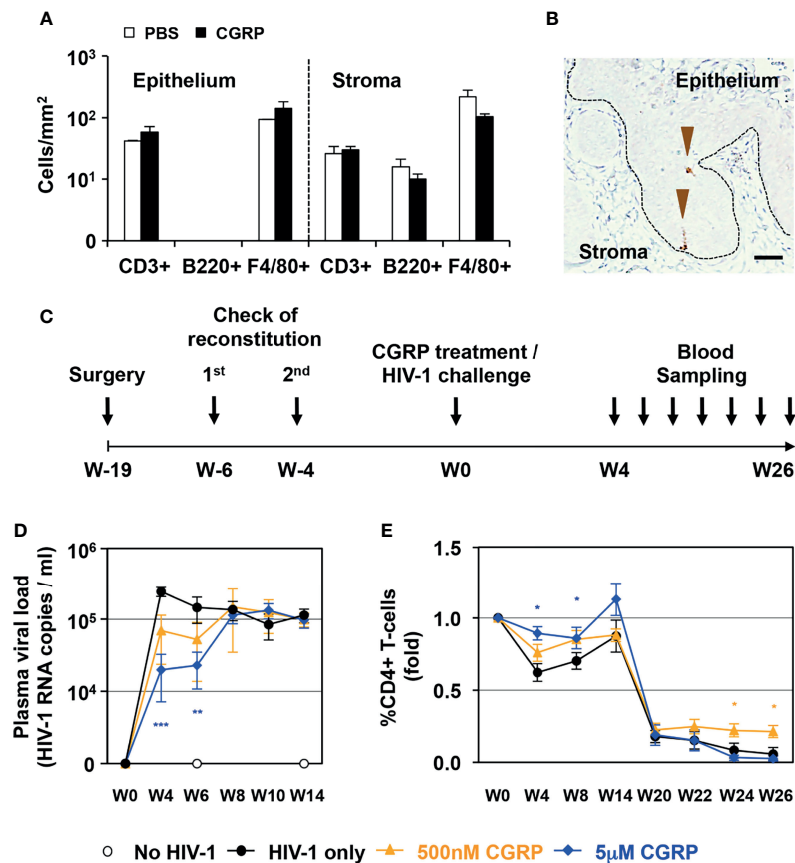 A
PBS CGRP
10³
10²
10¹
0
Cells/mm²
Epithelium Stroma
CD3+ B220+ F4/80+ CD3+ B220+ F4/80+
B
Epithelium
Stroma
C
Check of
reconstitution
CGRP treatment /
HIV-1 challenge
Blood
Sampling
Surgery 1st 2nd
W-19 W-6 W-4 W0 W4 W26
D
Plasma viral load
(HIV-1 RNA copies / ml)
10⁶
10⁵
10⁴
0
*** **
W0 W4 W6 W8 W10 W14
E
%CD4+ T-cells
(fold)
1.5
1.0
0.5
0
* * * *
W0 W4 W8 W14 W20 W22 W24 W26
No HIV-1 HIV-1 only 500nM CGRP 5µM CGRP